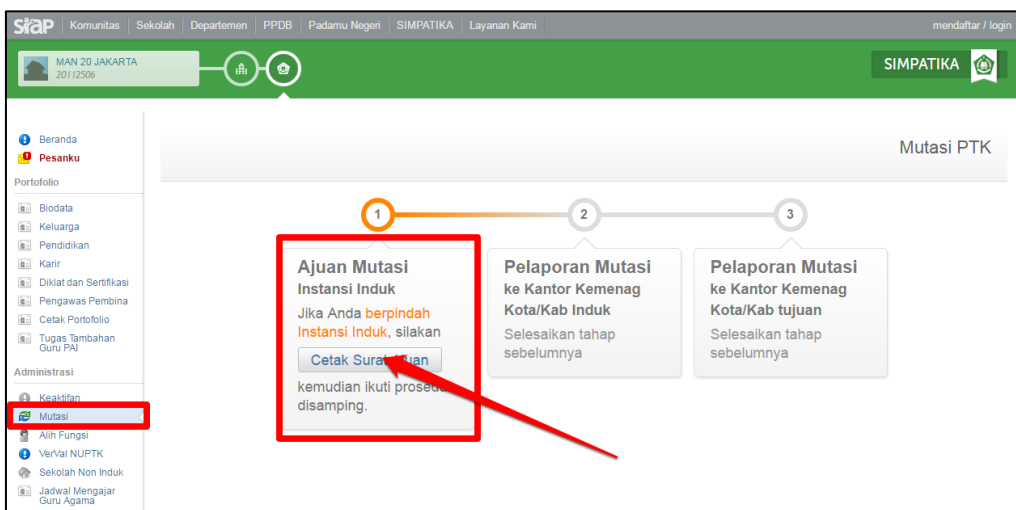 siap Komunitas Sekolah Departemen PPDB Padamu Negeri SIMPATIKA Layanan Kami mendaftar / login
MAN 20 JAKARTA
20112506
SIMPATIKA
Beranda
Pesanku
Mutasi PTK
Portofolio
Biodata
Keluarga
Pendidikan
Karir
Diklat dan Sertifikasi
Pengawas Pembina
Cetak Portofolio
Tugas Tambahan
Guru PAI
Administrasi
Keaktifan
Mutasi
Alih Fungsi
VerVal NUPTK
Sekolah Non Induk
Jadwal Mengajar
Guru Agama
1
Ajuan Mutasi
Instansi Induk
Jika Anda berpindah
Instansi Induk, silakan
Cetak Surat
kemudian ikuti prosedur
disamping.
2
Pelaporan Mutasi
ke Kantor Kemenag
Kota/Kab Induk
Selesaikan tahap
sebelumnya
3
Pelaporan Mutasi
ke Kantor Kemenag
Kota/Kab tujuan
Selesaikan tahap
sebelumnya